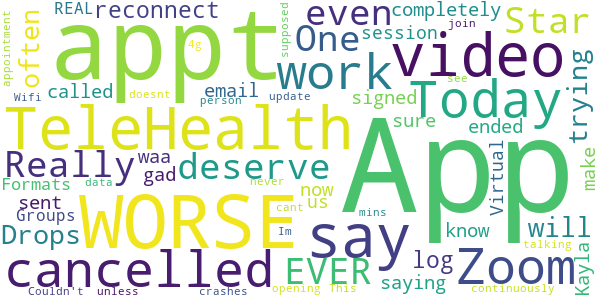 REAL reconnect even completely Star
appointment often appt 4g supposed One session join
Wifi called doesnt email work video trying
person update signed Today see
TeleHealth App sure ended
Really waa deserve Virtual make
Formats gad data now never us
sent Groups WORSE cant say know will
Drops Im log talking Kayla
cancelled EVER mins saying Zoom
Couldn't unless crashes opening This continuously